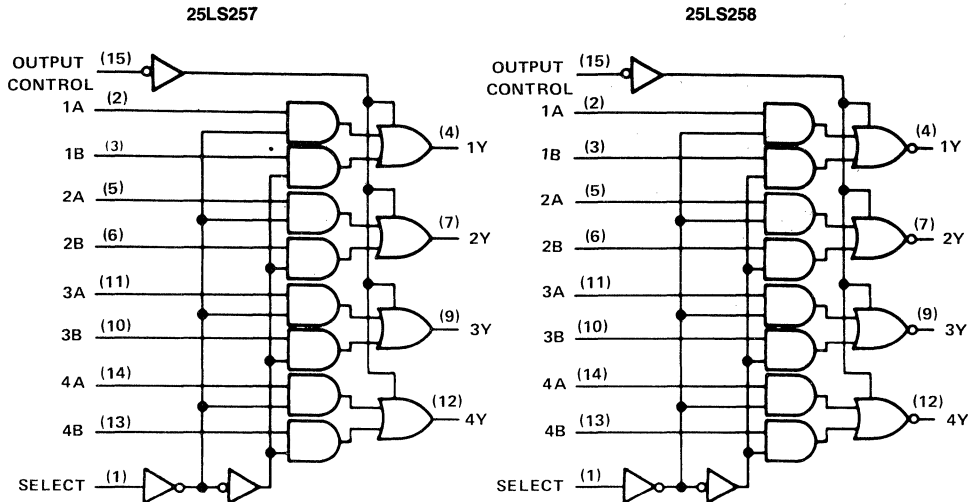 25LS257
OUTPUT CONTROL (15)
1A (2)
1B (3)
2A (5)
2B (6)
3A (11)
3B (10)
4A (14)
4B (13)
SELECT (1)
(4) 1Y
(7) 2Y
(9) 3Y
(12) 4Y
25LS258
OUTPUT CONTROL (15)
1A (2)
1B (3)
2A (5)
2B (6)
3A (11)
3B (10)
4A (14)
4B (13)
SELECT (1)
(4) 1Y
(7) 2Y
(9) 3Y
(12) 4Y